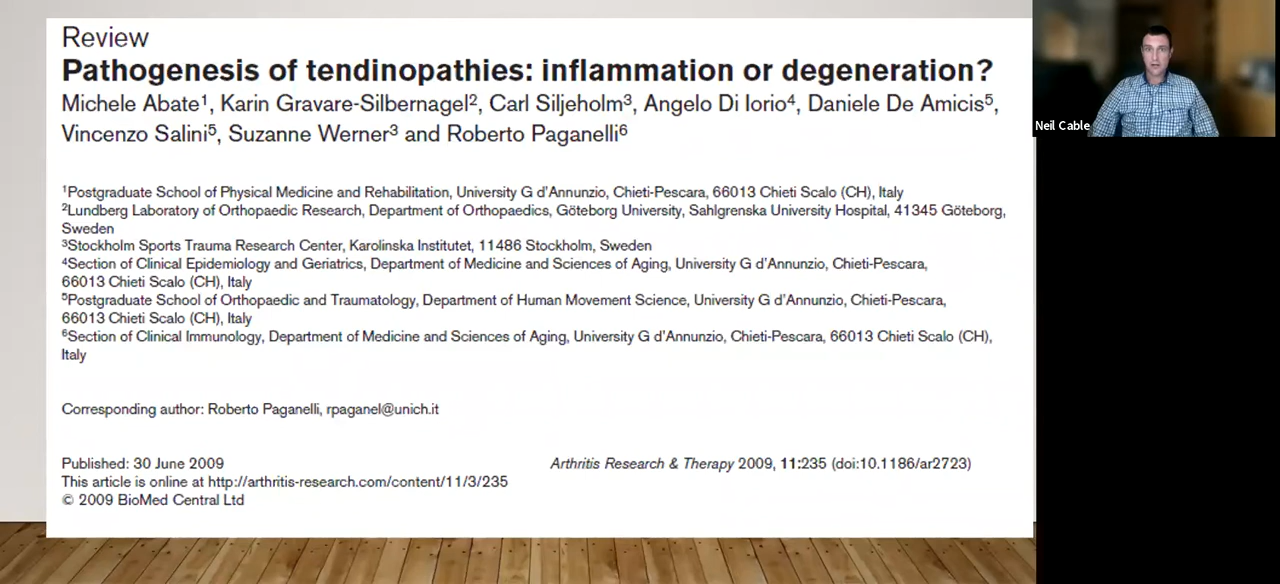 Review
Pathogenesis of tendinopathies: inflammation or degeneration?
Michele Abate1, Karin Gravare-Silbernagel2, Carl Siljeholm3, Angelo Di Iorio4, Daniele De Amicis5,
Vincenzo Salini5, Suzanne Werner3 and Roberto Paganelli6
1Postgraduate School of Physical Medicine and Rehabilitation, University G d'Annunzio, Chieti-Pescara, 66013 Chieti Scalo (CH), Italy
2Lundberg Laboratory of Orthopaedic Research, Department of Orthopaedics, Göteborg University, Sahlgrenska University Hospital, 41345 Göteborg,
Sweden
3Stockholm Sports Trauma Research Center, Karolinska Institutet, 11486 Stockholm, Sweden
4Section of Clinical Epidemiology and Geriatrics, Department of Medicine and Sciences of Aging, University G d'Annunzio, Chieti-Pescara,
66013 Chieti Scalo (CH), Italy
5Postgraduate School of Orthopaedic and Traumatology, Department of Human Movement Science, University G d'Annunzio, Chieti-Pescara,
66013 Chieti Scalo (CH), Italy
6Section of Clinical Immunology, Department of Medicine and Sciences of Aging, University G d'Annunzio, Chieti-Pescara, 66013 Chieti Scalo (CH),
Italy
Corresponding author: Roberto Paganelli, rpaganel@unich.it
Published: 30 June 2009
Arthritis Research & Therapy 2009, 11:235 (doi:10.1186/ar2723)
This article is online at http://arthritis-research.com/content/11/3/235
© 2009 BioMed Central Ltd
Neil Cable